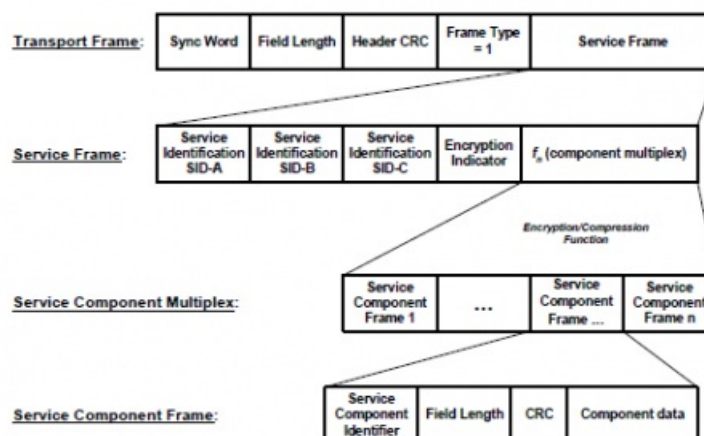 Transport Frame:
Sync Word
Field Length
Header CRC
Frame Type
= 1
Service Frame
Service Frame:
Service
Identification
SID-A
Service
Identification
SID-B
Service
Identification
SID-C
Encryption
Indicator
fn (component multiplex)
Encryption/Compression
Function
Service Component Multiplex:
Service
Component
Frame 1
...
Service
Component
Frame ...
Service
Component
Frame n
Service Component Frame:
Service
Component
Identifier
Field Length
CRC
Component data